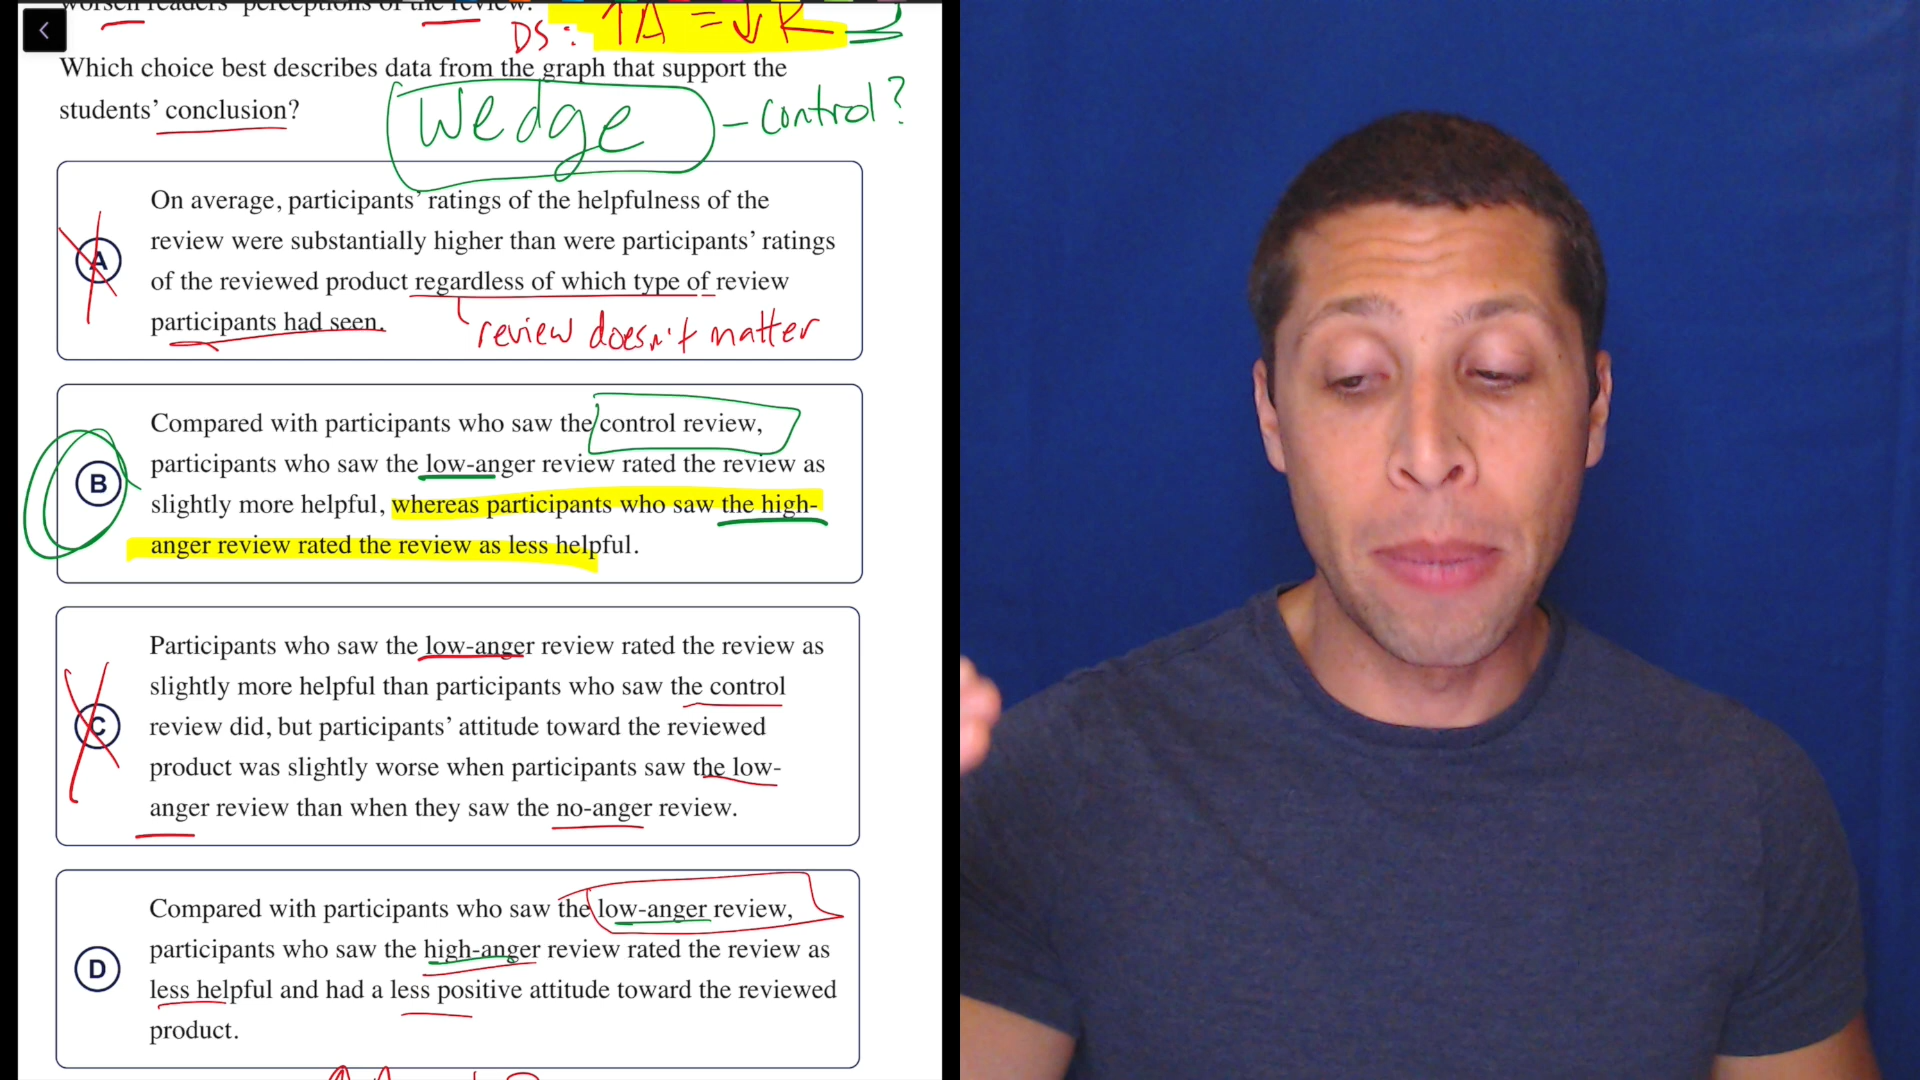 worsen readers' perceptions of the review.
DS: ↑A = ↓R
Which choice best describes data from the graph that support the
students' conclusion?
Wedge - control?
On average, participants' ratings of the helpfulness of the
A
review were substantially higher than were participants' ratings
of the reviewed product regardless of which type of review
participants had seen.
review doesn't matter
Compared with participants who saw the control review,
participants who saw the low-anger review rated the review as
B
slightly more helpful, whereas participants who saw the high-
anger review rated the review as less helpful.
Participants who saw the low-anger review rated the review as
slightly more helpful than participants who saw the control
C
review did, but participants' attitude toward the reviewed
product was slightly worse when participants saw the low-
anger review than when they saw the no-anger review.
Compared with participants who saw the low-anger review,
participants who saw the high-anger review rated the review as
D
less helpful and had a less positive attitude toward the reviewed
product.